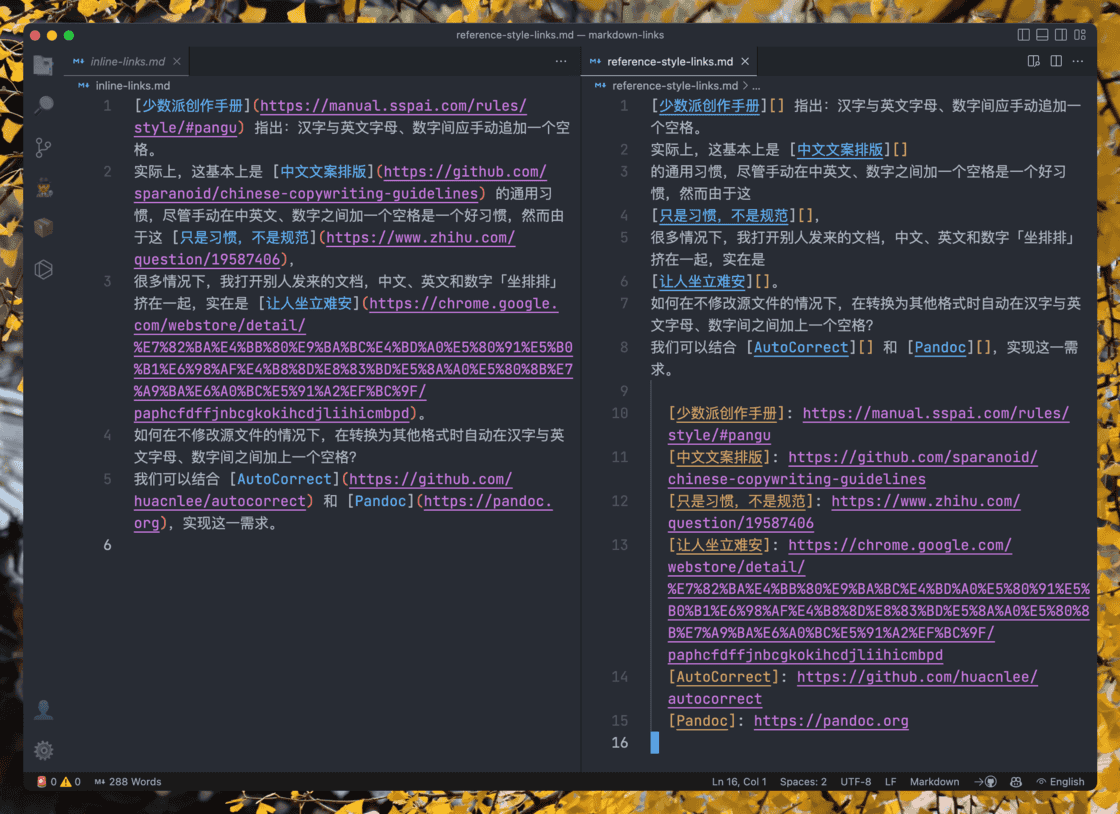 reference-style-links.md — markdown-links
inline-links.md
inline-links.md
1 [少数派创作手册](https://manual.sspai.com/rules/
style/#pangu) 指出：汉字与英文字母、数字间应手动追加一个空
格。
2 实际上，这基本上是 [中文文案排版](https://github.com/
sparanoid/chinese-copywriting-guidelines) 的通用习
惯，尽管手动在中英文、数字之间加一个空格是一个好习惯，然而由
于这 [只是习惯，不是规范](https://www.zhihu.com/
question/19587406)，
3 很多情况下，我打开别人发来的文档，中文、英文和数字「坐排排」
挤在一起，实在是 [让人坐立难安](https://chrome.google.
com/webstore/detail/
%E7%82%BA%E4%BB%80%E9%BA%BC%E4%BD%A0%E5%80%91%E5%B0
%B1%E6%98%AF%E4%B8%8D%E8%83%BD%E5%8A%A0%E5%80%8B%E7
%A9%BA%E6%A0%BC%E5%91%A2%EF%BC%9F/
paphcfdffjnbcgkokihcdjliihicmbpd)。
4 如何在不修改源文件的情况下，在转换为其他格式时自动在汉字与英
文字母、数字间之间加上一个空格?
5 我们可以结合 [AutoCorrect](https://github.com/
huacnlee/autocorrect) 和 [Pandoc](https://pandoc.
org)，实现这一需求。
6
reference-style-links.md
reference-style-links.md > ...
1 [少数派创作手册][] 指出：汉字与英文字母、数字间应手动追加一
个空格。
2 实际上，这基本上是 [中文文案排版][]
3 的通用习惯，尽管手动在中英文、数字之间加一个空格是一个好习
惯，然而由于这
4 [只是习惯，不是规范][]，
5 很多情况下，我打开别人发来的文档，中文、英文和数字「坐排排」
挤在一起，实在是
6 [让人坐立难安][]。
7 如何在不修改源文件的情况下，在转换为其他格式时自动在汉字与英
文字母、数字间之间加上一个空格?
8 我们可以结合 [AutoCorrect][] 和 [Pandoc][]，实现这一需
求。
9
10 [少数派创作手册]: https://manual.sspai.com/rules/
style/#pangu
11 [中文文案排版]: https://github.com/sparanoid/
chinese-copywriting-guidelines
12 [只是习惯，不是规范]: https://www.zhihu.com/
question/19587406
13 [让人坐立难安]: https://chrome.google.com/
webstore/detail/
%E7%82%BA%E4%BB%80%E9%BA%BC%E4%BD%A0%E5%80%91%E5%
B0%B1%E6%98%AF%E4%B8%8D%E8%83%BD%E5%8A%A0%E5%80%8
B%E7%A9%BA%E6%A0%BC%E5%91%A2%EF%BC%9F/
paphcfdffjnbcgkokihcdjliihicmbpd
14 [AutoCorrect]: https://github.com/huacnlee/
autocorrect
15 [Pandoc]: https://pandoc.org
16
0 0 288 Words Ln 16, Col 1 Spaces: 2 UTF-8 LF Markdown English